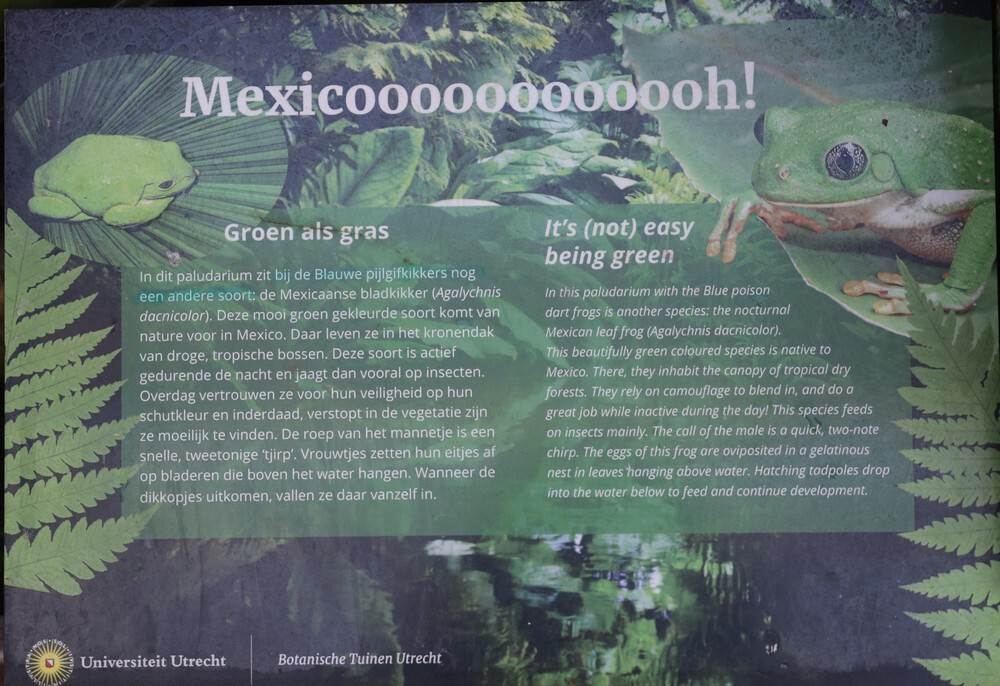 Mexicoooooooooooooh!
Groen als gras
In dit paludarium zit bij de Blauwe pijlgifkikkers nog
een andere soort: de Mexicaanse bladkikker (Agalychnis
dacnicolor). Deze mooi groen gekleurde soort komt van
nature voor in Mexico. Daar leven ze in het kronendak
van droge, tropische bossen. Deze soort is actief
gedurende de nacht en jaagt dan vooral op insecten.
Overdag vertrouwen ze voor hun veiligheid op hun
schutkleur en inderdaad, verstopt in de vegetatie zijn
ze moeilijk te vinden. De roep van het mannetje is een
snelle, tweetonige ‘tjirp’. Vrouwtjes zetten hun eitjes af
op bladeren die boven het water hangen. Wanneer de
dikkopjes uitkomen, vallen ze daar vanzelf in.
It's (not) easy
being green
In this paludarium with the Blue poison
dart frogs is another species: the nocturnal
Mexican leaf frog (Agalychnis dacnicolor).
This beautifully green coloured species is native to
Mexico. There, they inhabit the canopy of tropical dry
forests. They rely on camouflage to blend in, and do a
great job while inactive during the day! This species feeds
on insects mainly. The call of the male is a quick, two-note
chirp. The eggs of this frog are oviposited in a gelatinous
nest in leaves hanging above water. Hatching tadpoles drop
into the water below to feed and continue development.
Universiteit Utrecht
Botanische Tuinen Utrecht